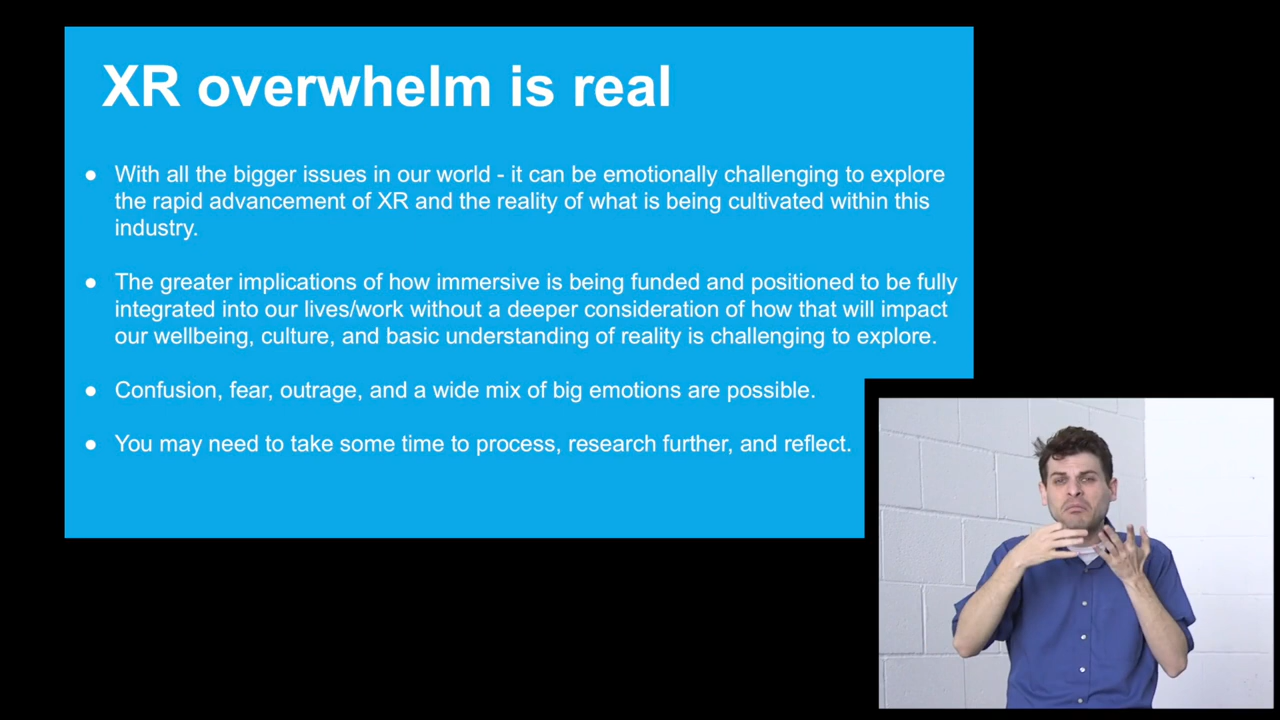 XR overwhelm is real
● With all the bigger issues in our world - it can be emotionally challenging to explore
the rapid advancement of XR and the reality of what is being cultivated within this
industry.
● The greater implications of how immersive is being funded and positioned to be fully
integrated into our lives/work without a deeper consideration of how that will impact
our wellbeing, culture, and basic understanding of reality is challenging to explore.
● Confusion, fear, outrage, and a wide mix of big emotions are possible.
● You may need to take some time to process, research further, and reflect.